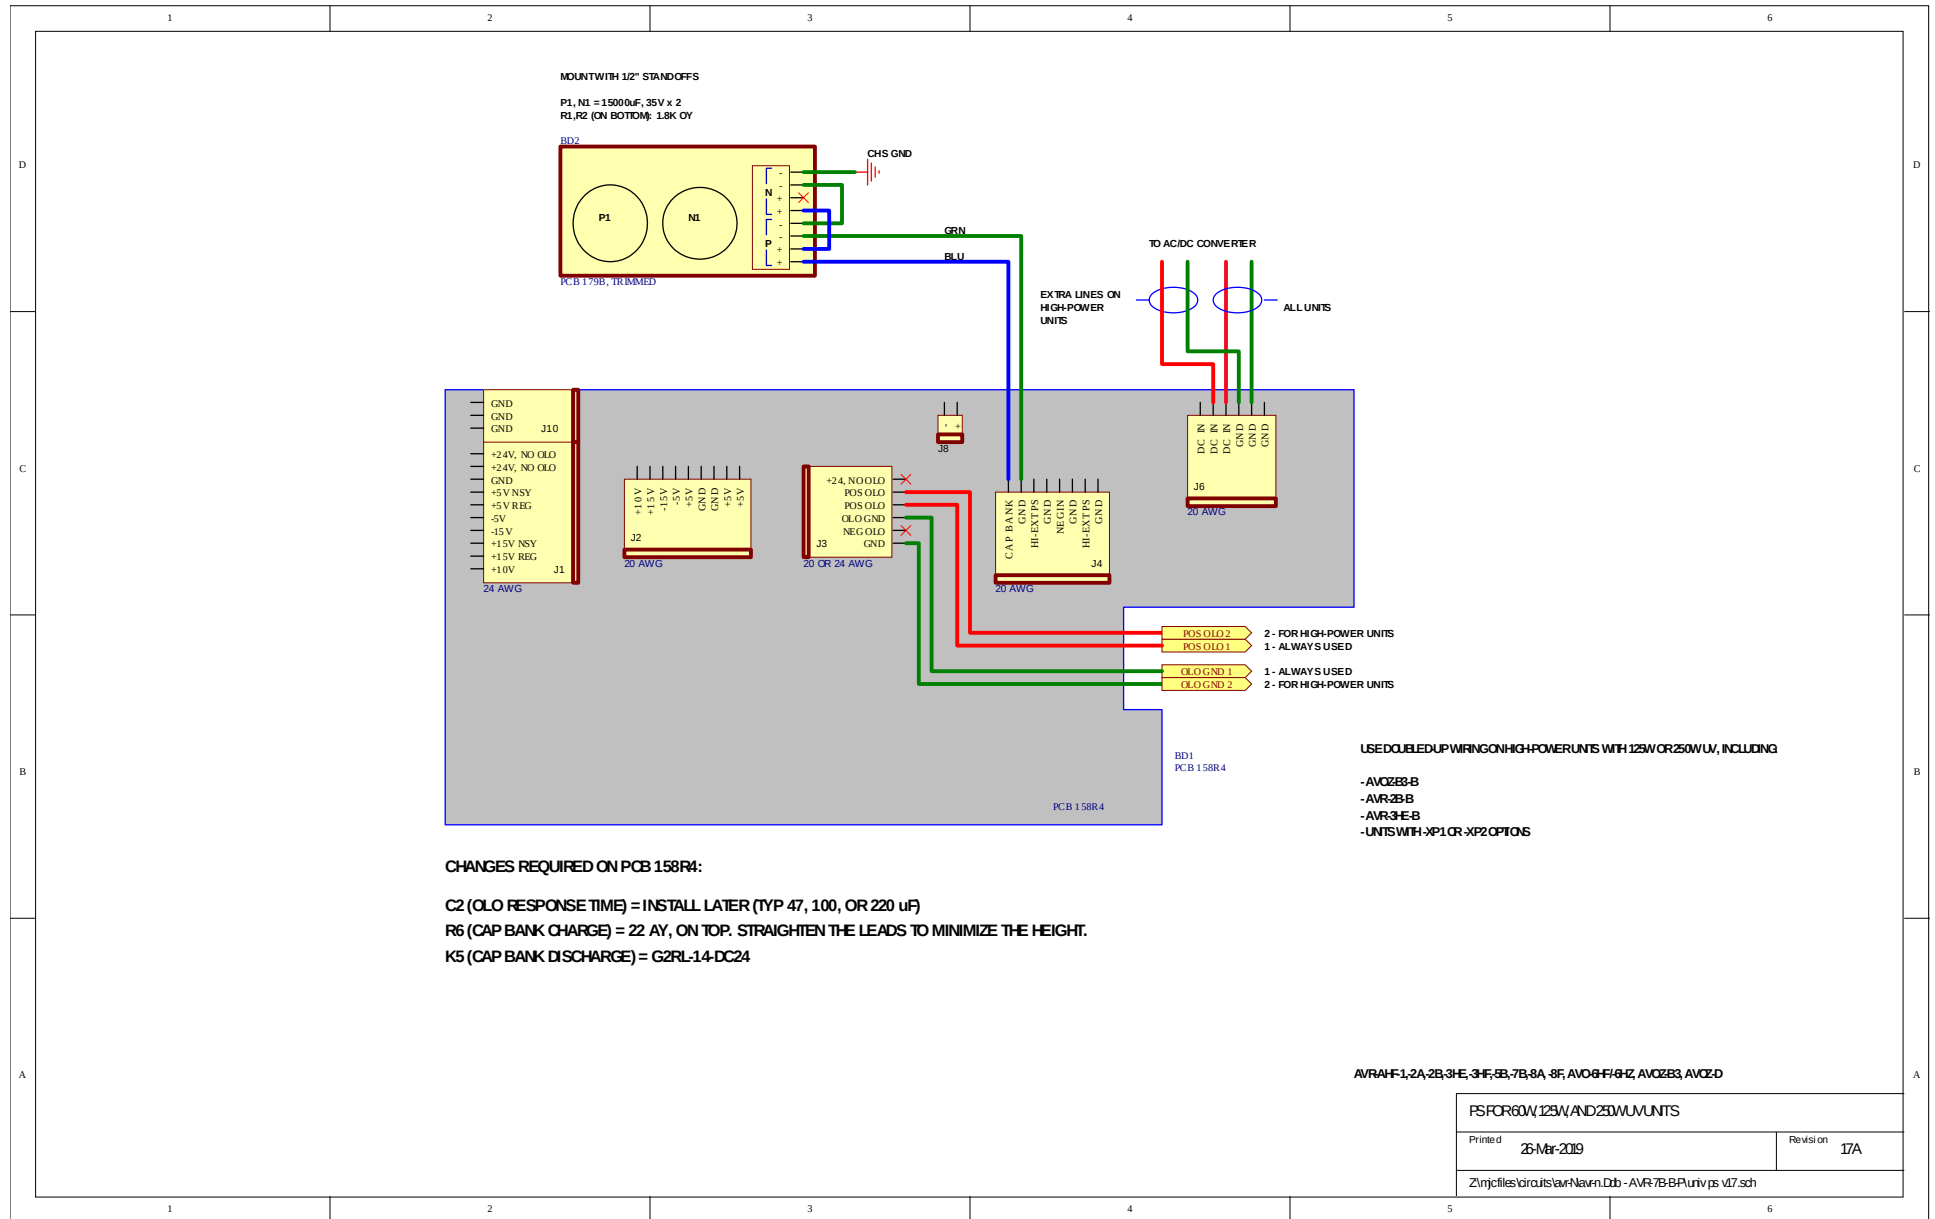 1 2 3 4 5 6
MOUNT WITH 1/2" STANDOFFS
P1, N1 = 15000uF, 35V x 2
R1,R2 (ON BOTTOM): 1.8K OY
BD2
D
D
CHS GND
P1
N1
N
P
-
-
+
+
-
-
+
+
GRN
BLU
PCB 179B, TRIMMED
TO AC/DC CONVERTER
EXTRA LINES ON
HIGH-POWER
UNITS
ALL UNITS
C
C
GND
GND
GND
J10
+24V, NO OLO
+24V, NO OLO
GND
+5V NSY
+5V REG
-5V
-15V
+15V NSY
+15V REG
+10V
J1
24 AWG
+10V
+15V
-15V
-5V
+5V
GND
GND
+5V
+5V
J2
20 AWG
+24, NO OLO
POS OLO
POS OLO
OLO GND
NEG OLO
GND
J3
20 OR 24 AWG
- +
J8
CAP BANK
GND
HI-EXT PS
GND
NEG IN
GND
HI-EXT PS
GND
J4
20 AWG
DC IN
DC IN
DC IN
GND
GND
GND
J6
20 AWG
POS OLO 2
2 - FOR HIGH-POWER UNITS
POS OLO 1
1 - ALWAYS USED
OLO GND 1
1 - ALWAYS USED
OLO GND 2
2 - FOR HIGH-POWER UNITS
B
B
BD1
PCB 158R4
PCB 158R4
USE DOUBLED-UP WIRING ON HIGH-POWER UNITS WITH 125W OR 250W UV, INCLUDING:
- AVOZ-B3-B
- AVR-2B-B
- AVR-3HE-B
- UNITS WITH -XP1 OR -XP2 OPTIONS
CHANGES REQUIRED ON PCB 158R4:
C2 (OLO RESPONSE TIME) = INSTALL LATER (TYP 47, 100, OR 220 uF)
R6 (CAP BANK CHARGE) = 22 AY, ON TOP. STRAIGHTEN THE LEADS TO MINIMIZE THE HEIGHT.
K5 (CAP BANK DISCHARGE) = G2RL-14-DC24
A
A
AVR-AHF-1,-2A,-2B,-3HE,-3HF,-5B,-7B,-8A, -8F, AVO-6HF/-6HZ, AVOZ-B3, AVOZ-D
PS FOR 60W, 125W, AND 250W UV UNITS
Printed 26-Mar-2019
Revision 17A
Z:\mjcfiles\circuits\avr-N\avr-n.Ddb - AVR-7B-B-P\univ ps v17.sch
1 2 3 4 5 6